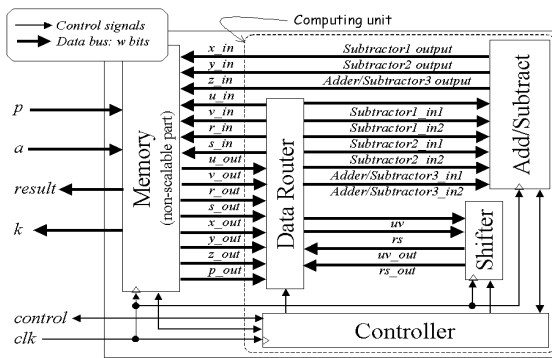 Computing unit
Control signals
Data bus: w bits
x_in
Subtractor1 output
y_in
Subtractor2 output
z_in
Adder/Subtractor3 output
u_in
v_in
Subtractor1_in1
r_in
Subtractor1_in2
s_in
Subtractor2_in1
u_out
Subtractor2_in2
v_out
Adder/Subtractor3_in1
r_out
Adder/Subtractor3_in2
s_out
x_out
uv
y_out
rs
z_out
uv_out
p_out
rs_out
p
a
result
k
control
clk
Memory
(non-scalable part)
Data Router
Add/Subtract
Shifter
Controller